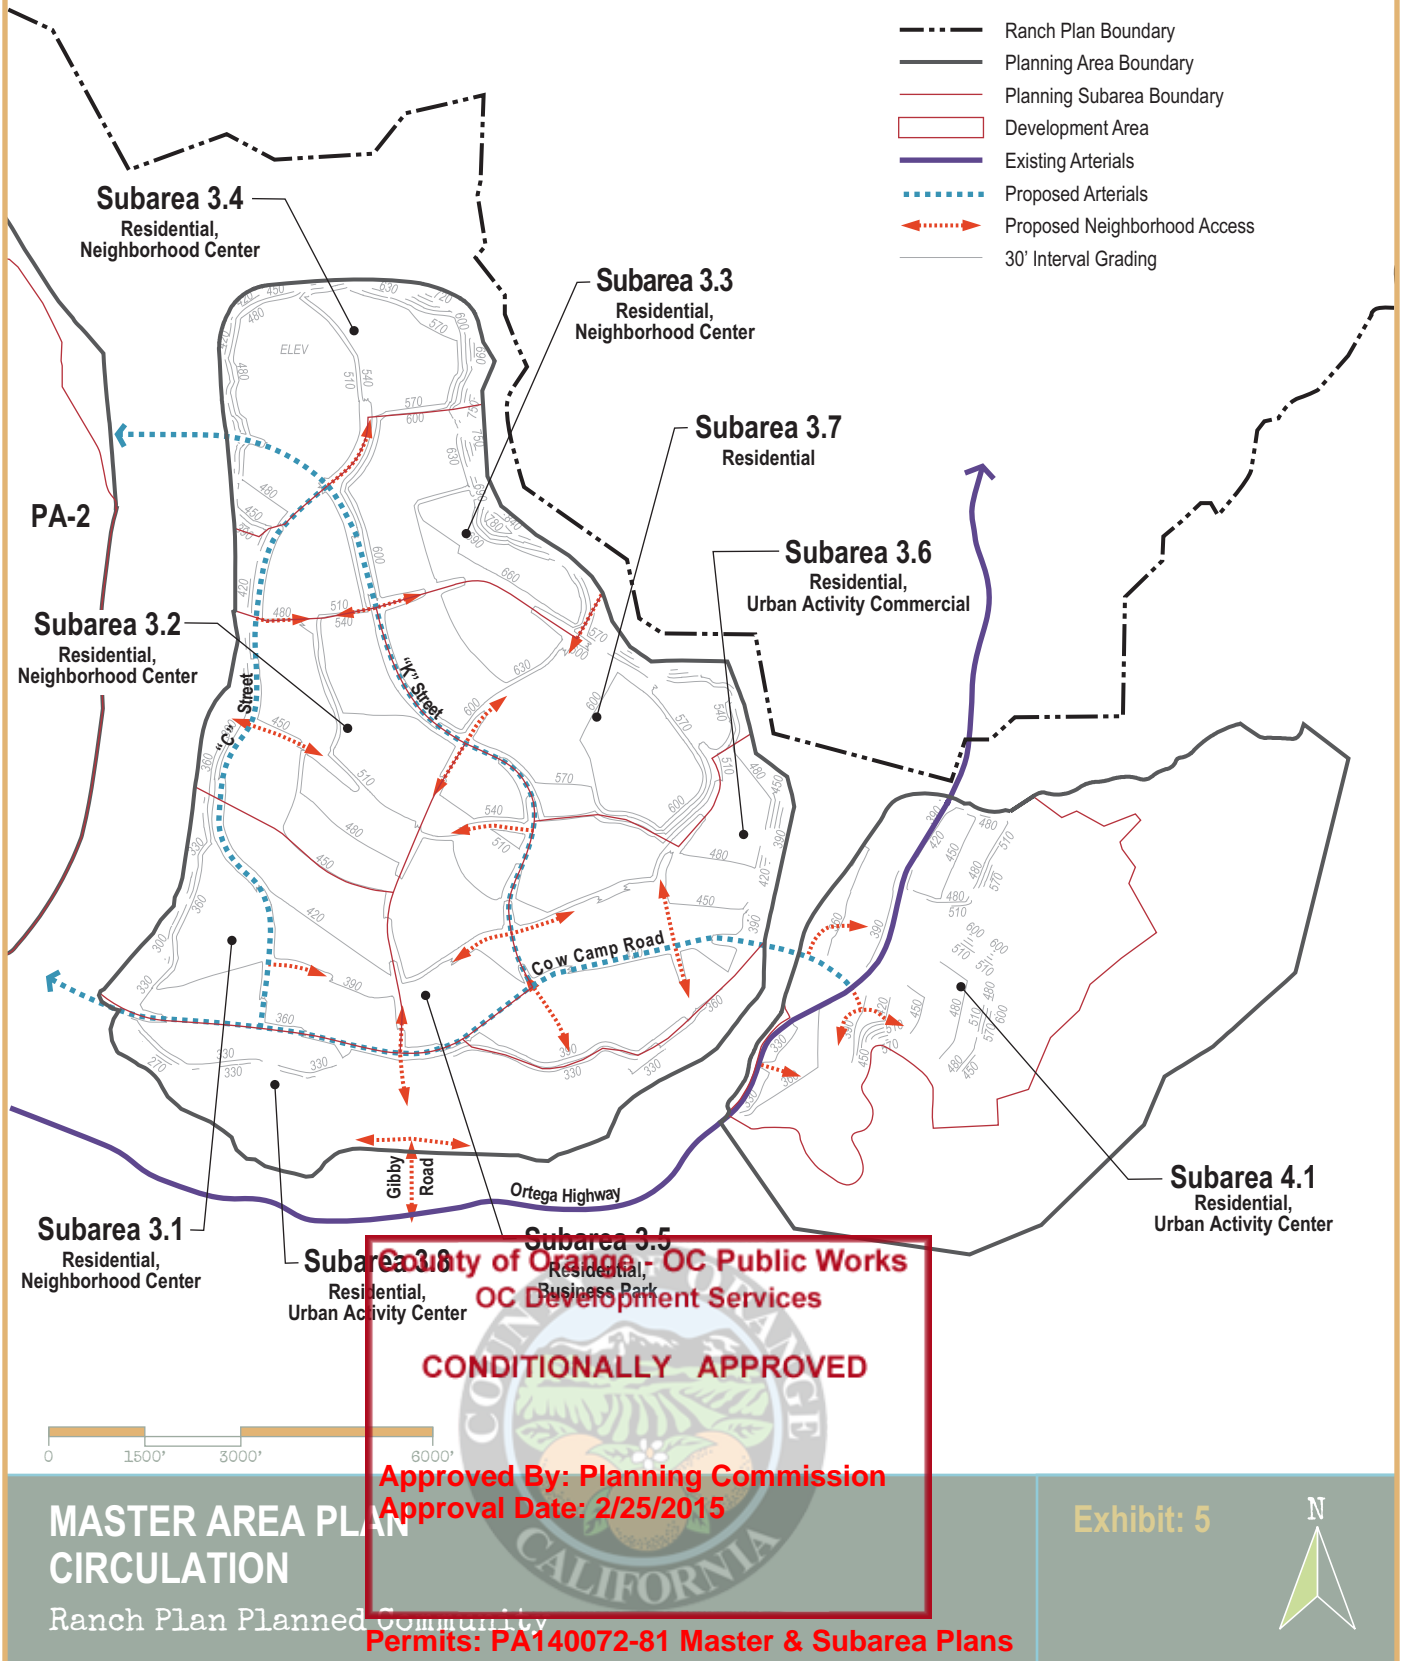 Ranch Plan Boundary
Planning Area Boundary
Planning Subarea Boundary
Development Area
Existing Arterials
Proposed Arterials
Proposed Neighborhood Access
30' Interval Grading
Subarea 3.4
Residential,
Neighborhood Center
Subarea 3.3
Residential,
Neighborhood Center
ELEV
Subarea 3.7
Residential
PA-2
Subarea 3.6
Residential,
Urban Activity Commercial
Subarea 3.2
Residential,
Neighborhood Center
"K" Street
"C" Street
Cow Camp Road
Gibby Road
Ortega Highway
Subarea 4.1
Residential,
Urban Activity Center
Subarea 3.1
Residential,
Neighborhood Center
Subarea 3.8
Residential,
Urban Activity Center
Subarea 3.5
Residential,
Business Park
County of Orange - OC Public Works
OC Development Services
CONDITIONALLY APPROVED
COUNTY OF ORANGE
CALIFORNIA
Approved By: Planning Commission
Approval Date: 2/25/2015
0 1500' 3000' 6000'
MASTER AREA PLAN
CIRCULATION
Ranch Plan Planned Community
Exhibit: 5
N
Permits: PA140072-81 Master & Subarea Plans